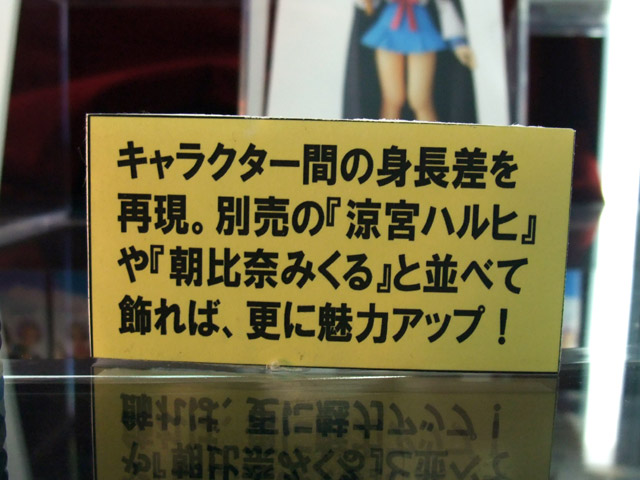 キャラクター間の身長差を
再現。別売の『涼宮ハルヒ』
や『朝比奈みくる』と並べて
飾れば、更に魅力アップ！